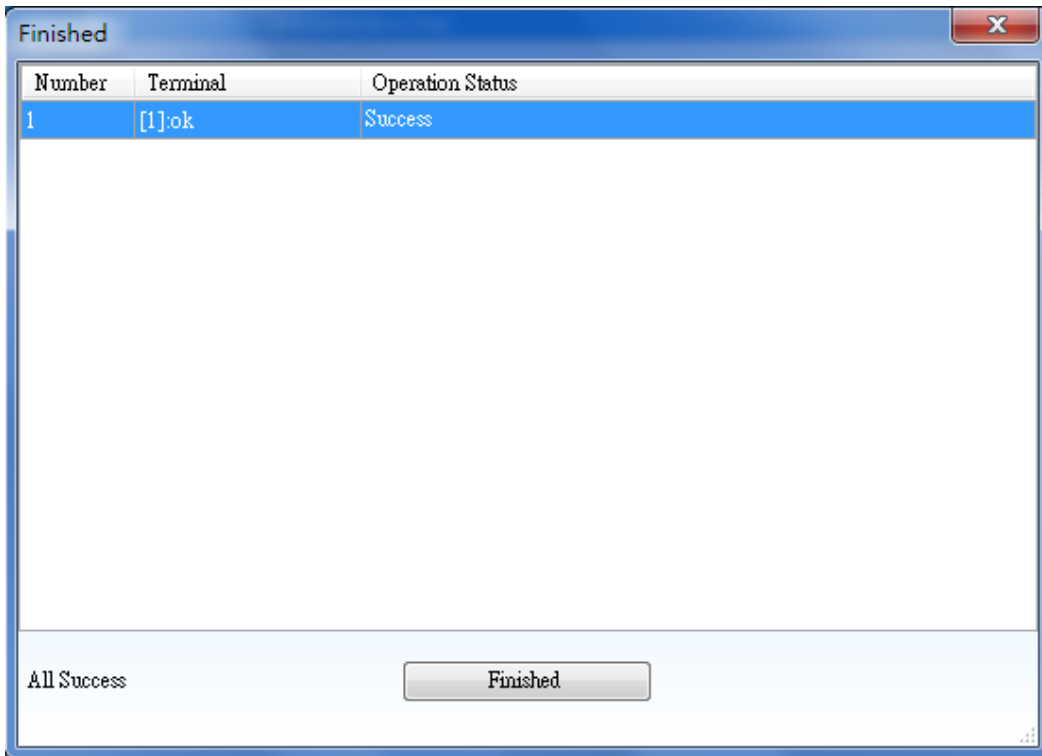 Finished
Number Terminal Operation Status
1 [1]:ok Success
All Success Finished